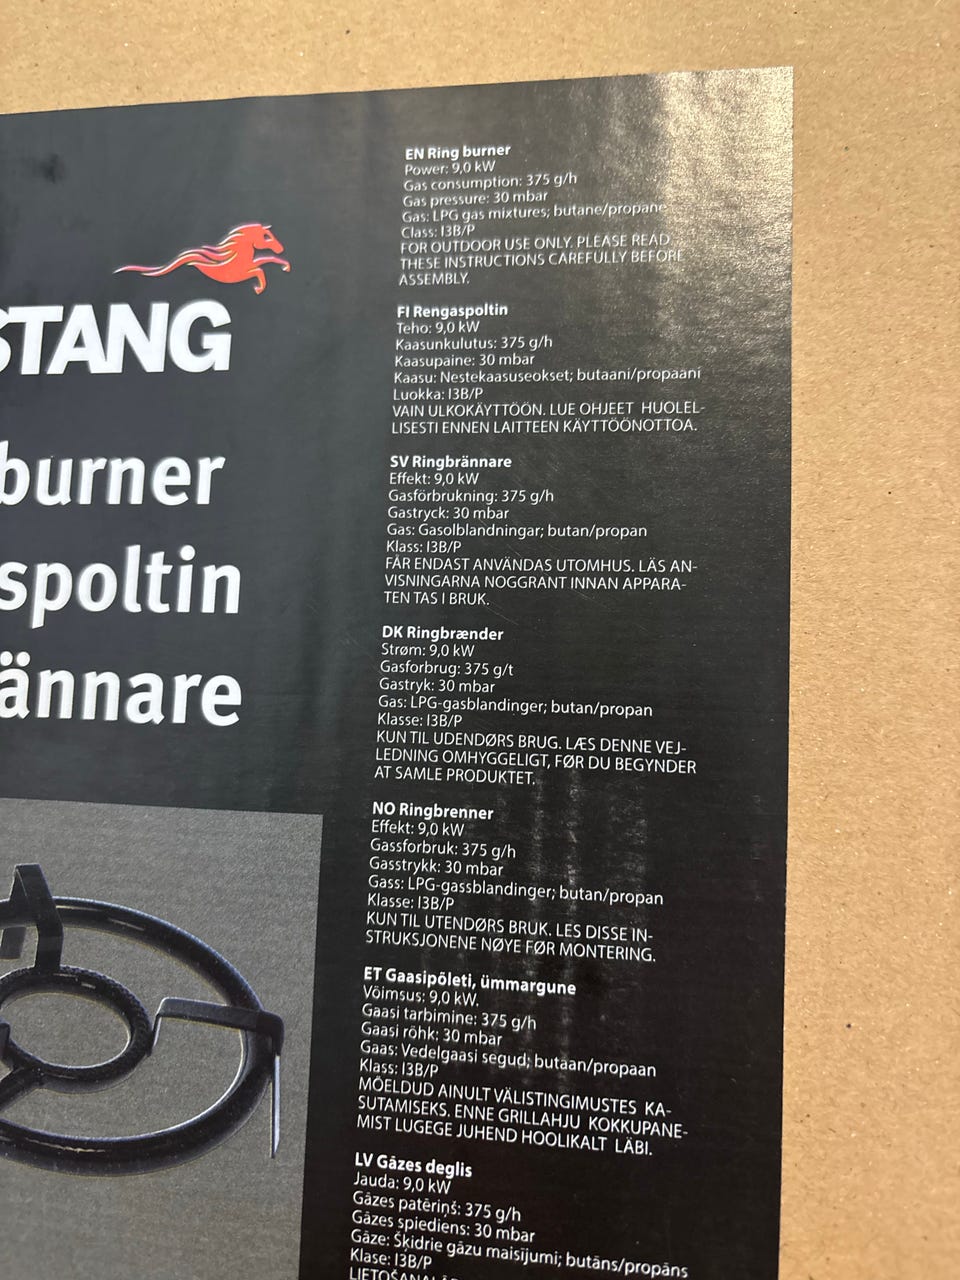 STANG
burner
spoltin
ännare
EN Ring burner
Power: 9,0 kW
Gas consumption: 375 g/h
Gas pressure: 30 mbar
Gas: LPG gas mixtures; butane/propane
Class: I3B/P
FOR OUTDOOR USE ONLY. PLEASE READ
THESE INSTRUCTIONS CAREFULLY BEFORE
ASSEMBLY.
FI Rengaspoltin
Teho: 9,0 kW
Kaasunkulutus: 375 g/h
Kaasupaine: 30 mbar
Kaasu: Nestekaasuseokset; butaani/propaani
Luokka: I3B/P
VAIN ULKOKÄYTTÖÖN. LUE OHJEET HUOLEL-
LISESTI ENNEN LAITTEEN KÄYTTÖÖNOTTOA.
SV Ringbrännare
Effekt: 9,0 kW
Gasförbrukning: 375 g/h
Gastryck: 30 mbar
Gas: Gasolblandningar; butan/propan
Klass: I3B/P
FÅR ENDAST ANVÄNDAS UTOMHUS. LÄS AN-
VISNINGARNA NOGGRANT INNAN APPARA-
TEN TAS I BRUK.
DK Ringbrænder
Strøm: 9,0 kW
Gasforbrug: 375 g/t
Gastryk: 30 mbar
Gas: LPG-gasblandinger; butan/propan
Klasse: I3B/P
KUN TIL UDENDØRS BRUG. LÆS DENNE VEJ-
LEDNING OMHYGGELIGT, FØR DU BEGYNDER
AT SAMLE PRODUKTET.
NO Ringbrenner
Effekt: 9,0 kW
Gassforbruk: 375 g/h
Gasstrykk: 30 mbar
Gass: LPG-gassblandinger; butan/propan
Klasse: I3B/P
KUN TIL UTENDØRS BRUK. LES DISSE IN-
STRUKSJONENE NØYE FØR MONTERING.
ET Gaasipõleti, ümmargune
Võimsus: 9,0 kW.
Gaasi tarbimine: 375 g/h
Gaasi rõhk: 30 mbar
Gaas: Vedelgaasi segud; butaan/propaan
Klass: I3B/P
MÕELDUD AINULT VÄLISTINGIMUSTES KA-
SUTAMISEKS. ENNE GRILLAHJU KOKKUPANE-
MIST LUGEGE JUHEND HOOLIKALT LÄBI.
LV Gāzes deglis
Jauda: 9,0 kW
Gāzes patēriņš: 375 g/h
Gāzes spiediens: 30 mbar
Gāze: Šķidrie gāzu maisījumi; butāns/propāns
Klase: I3B/P